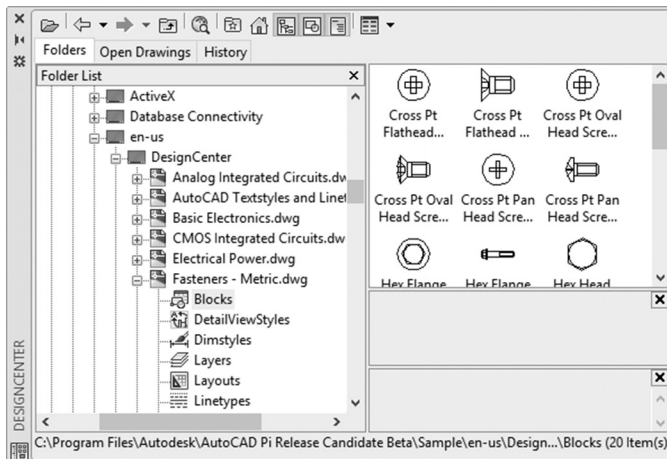 Folders
Open Drawings
History
Folder List
ActiveX
Database Connectivity
en-us
DesignCenter
Analog Integrated Circuits.dw
AutoCAD Textstyles and Linet
Basic Electronics.dwg
CMOS Integrated Circuits.dw
Electrical Power.dwg
Fasteners - Metric.dwg
Blocks
DetailViewStyles
Dimstyles
Layers
Layouts
Linetypes
Cross Pt
Flathead...
Cross Pt
Flathead ...
Cross Pt Oval
Head Scre...
Cross Pt Oval
Head Scre...
Cross Pt Pan
Head Scre...
Cross Pt Pan
Head Scre...
Hex Flange
Hex Flange
Hex Head
DESIGNCENTER
C:\Program Files\Autodesk\AutoCAD Pi Release Candidate Beta\Sample\en-us\Design...\Blocks (20 Item(s)